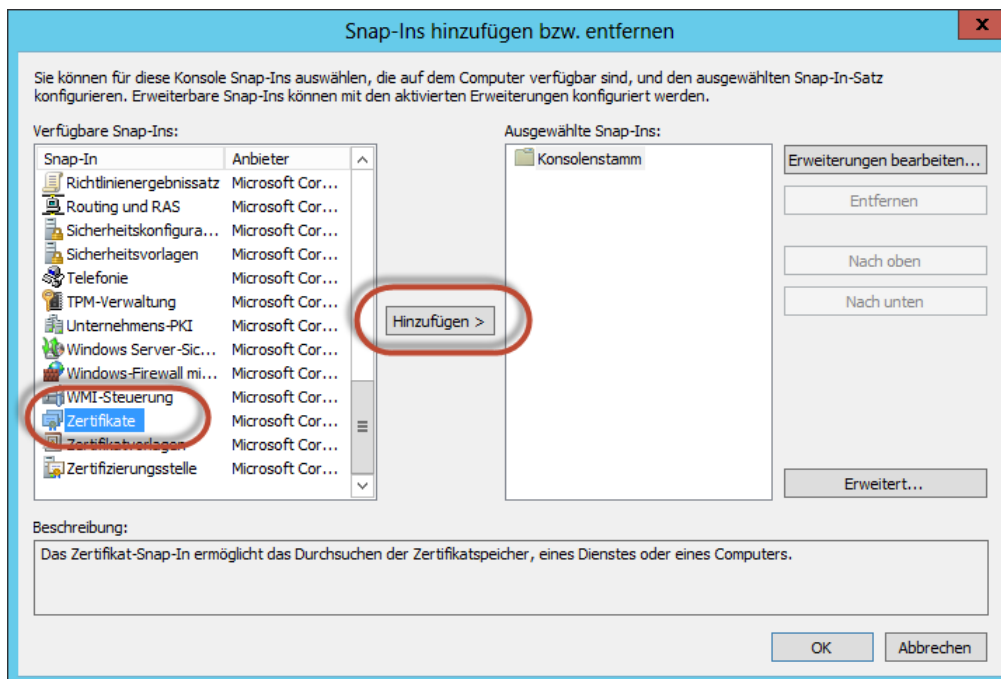 Snap-Ins hinzufügen bzw. entfernen
x
Sie können für diese Konsole Snap-Ins auswählen, die auf dem Computer verfügbar sind, und den ausgewählten Snap-In-Satz
konfigurieren. Erweiterbare Snap-Ins können mit den aktivierten Erweiterungen konfiguriert werden.
Verfügbare Snap-Ins:
Snap-In Anbieter
Richtlinienergebnissatz Microsoft Cor...
Routing und RAS Microsoft Cor...
Sicherheitskonfigura... Microsoft Cor...
Sicherheitsvorlagen Microsoft Cor...
Telefonie Microsoft Cor...
TPM-Verwaltung Microsoft Cor...
Unternehmens-PKI Microsoft Cor...
Windows Server-Sic... Microsoft Cor...
Windows-Firewall mi... Microsoft Cor...
WMI-Steuerung Microsoft Cor...
Zertifikate Microsoft Cor...
Zertifikatvorlagen Microsoft Cor...
Zertifizierungsstelle Microsoft Cor...
Hinzufügen >
Ausgewählte Snap-Ins:
Konsolenstamm
Erweiterungen bearbeiten...
Entfernen
Nach oben
Nach unten
Erweitert...
Beschreibung:
Das Zertifikat-Snap-In ermöglicht das Durchsuchen der Zertifikatspeicher, eines Dienstes oder eines Computers.
OK
Abbrechen